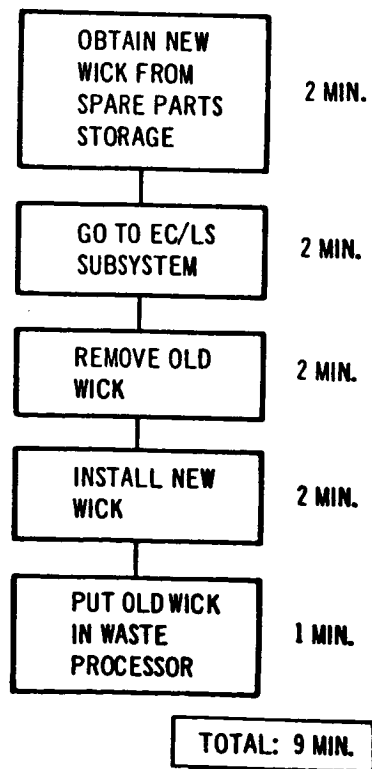 OBTAIN NEW
WICK FROM
SPARE PARTS
STORAGE
2 MIN.
GO TO EC/LS
SUBSYSTEM
2 MIN.
REMOVE OLD
WICK
2 MIN.
INSTALL NEW
WICK
2 MIN.
PUT OLD WICK
IN WASTE
PROCESSOR
1 MIN.
TOTAL: 9 MIN.